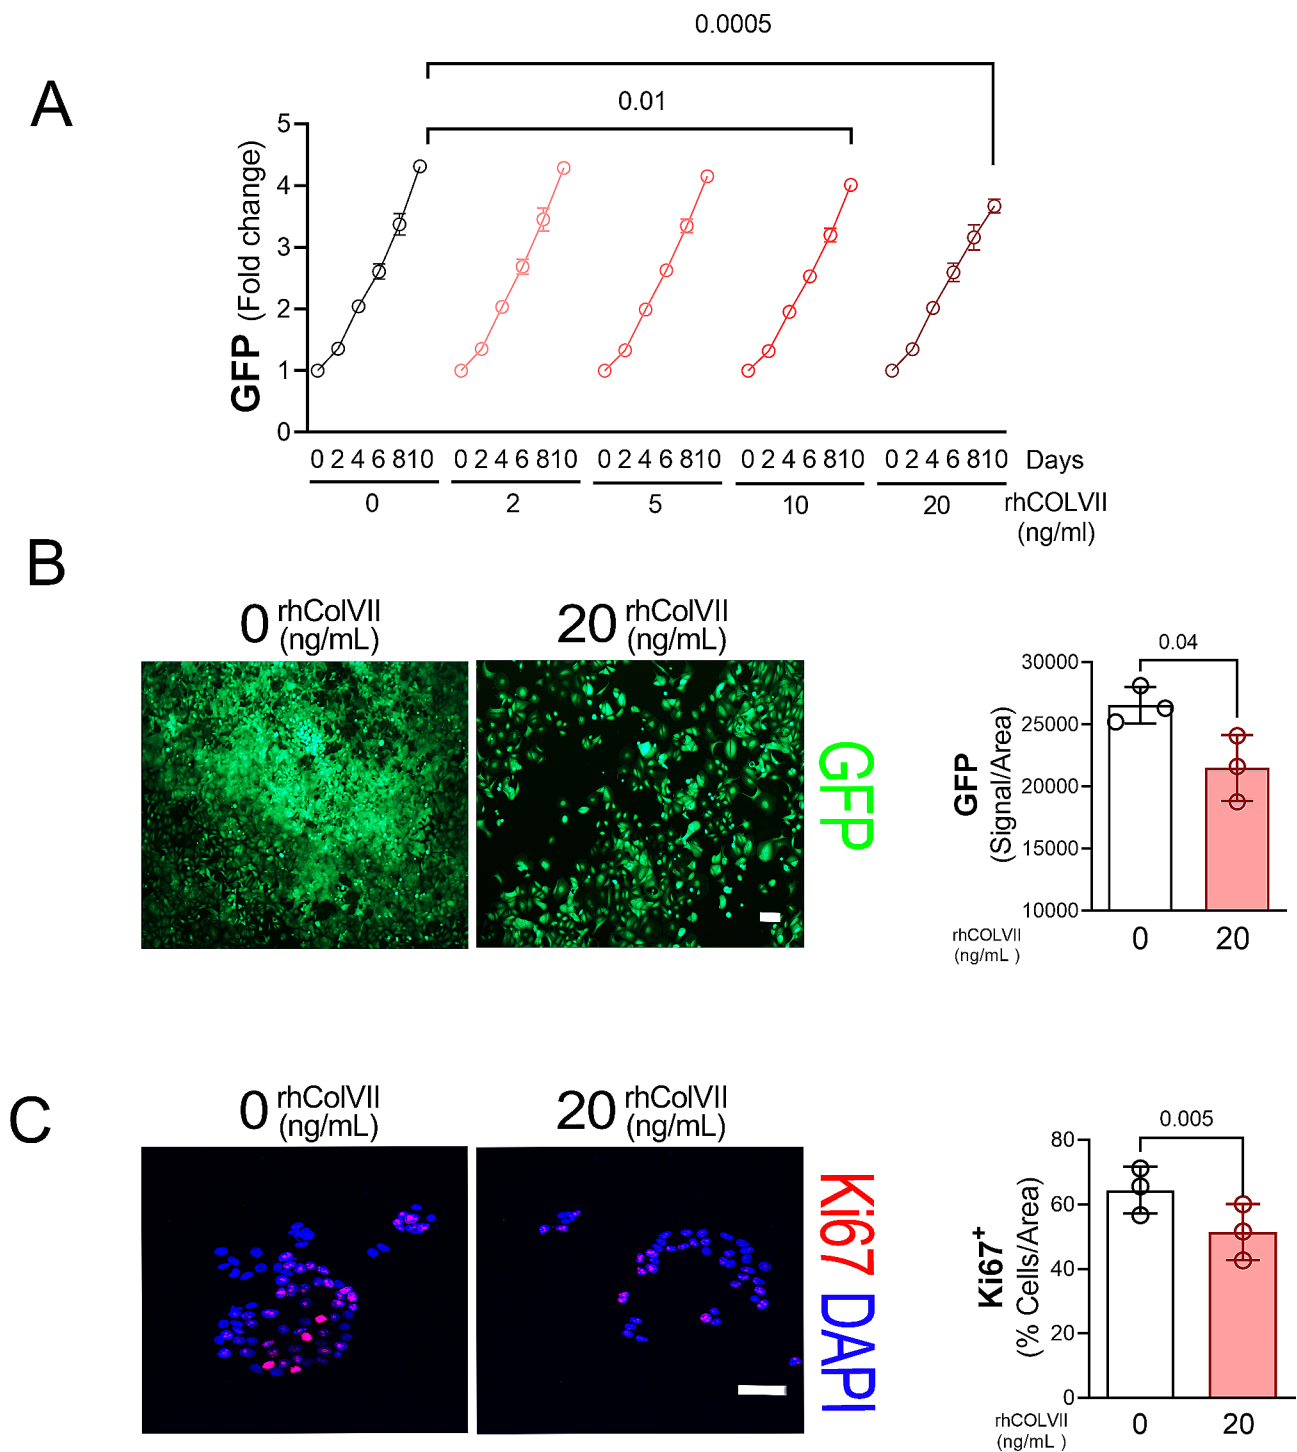 A
0.0005
0.01
GFP (Fold change)
5
4
3
2
1
0
0 2 4 6 810 0 2 4 6 810 0 2 4 6 810 0 2 4 6 810 0 2 4 6 810 Days
0 2 5 10 20 rhCOLVII
(ng/ml)
B
0 rhColVII
(ng/mL)
20 rhColVII
(ng/mL)
GFP
0.04
GFP
(Signal/Area)
30000
25000
20000
15000
10000
rhCOLVII
(ng/mL )
0 20
C
0 rhColVII
(ng/mL)
20 rhColVII
(ng/mL)
Ki67 DAPI
0.005
Ki67+
(% Cells/Area)
80
60
40
20
0
rhCOLVII
(ng/mL )
0 20